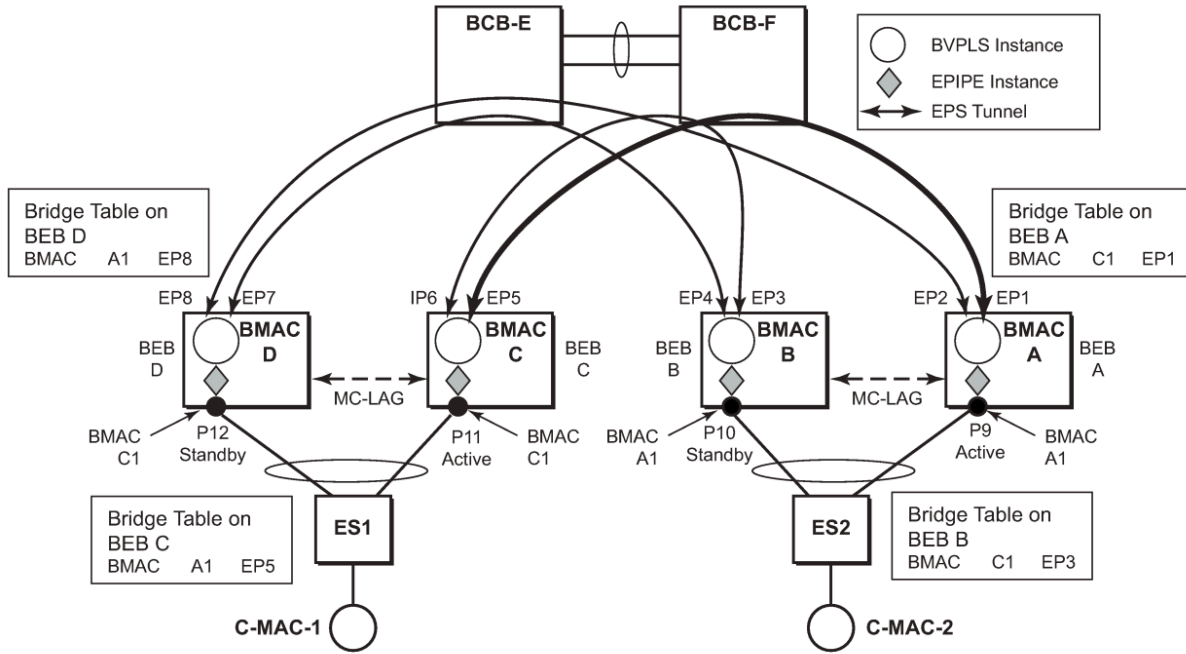 BCB-E
BCB-F
BVPLS Instance
EPIPE Instance
EPS Tunnel
Bridge Table on
BEB D
BMAC A1 EP8
Bridge Table on
BEB A
BMAC C1 EP1
EP8
EP7
IP6
EP5
EP4
EP3
EP2
EP1
BEB
D
BMAC
D
BMAC
C
BEB
C
BEB
B
BMAC
B
BMAC
A
BEB
A
MC-LAG
MC-LAG
BMAC
C1
P12
Standby
P11
Active
BMAC
C1
BMAC
A1
P10
Standby
P9
Active
BMAC
A1
Bridge Table on
BEB C
BMAC A1 EP5
ES1
ES2
Bridge Table on
BEB B
BMAC C1 EP3
C-MAC-1
C-MAC-2